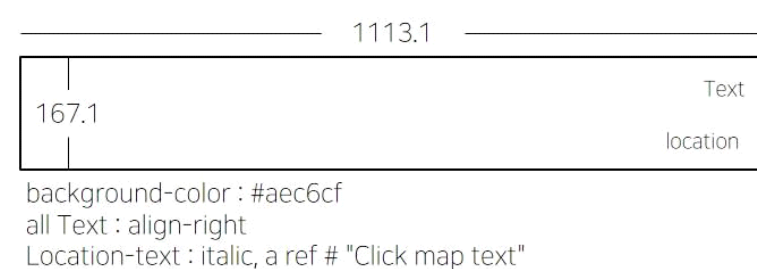 1113.1
Text
167.1
location
background-color : #aec6cf
all Text : align-right
Location-text : italic, a ref # "Click map text"